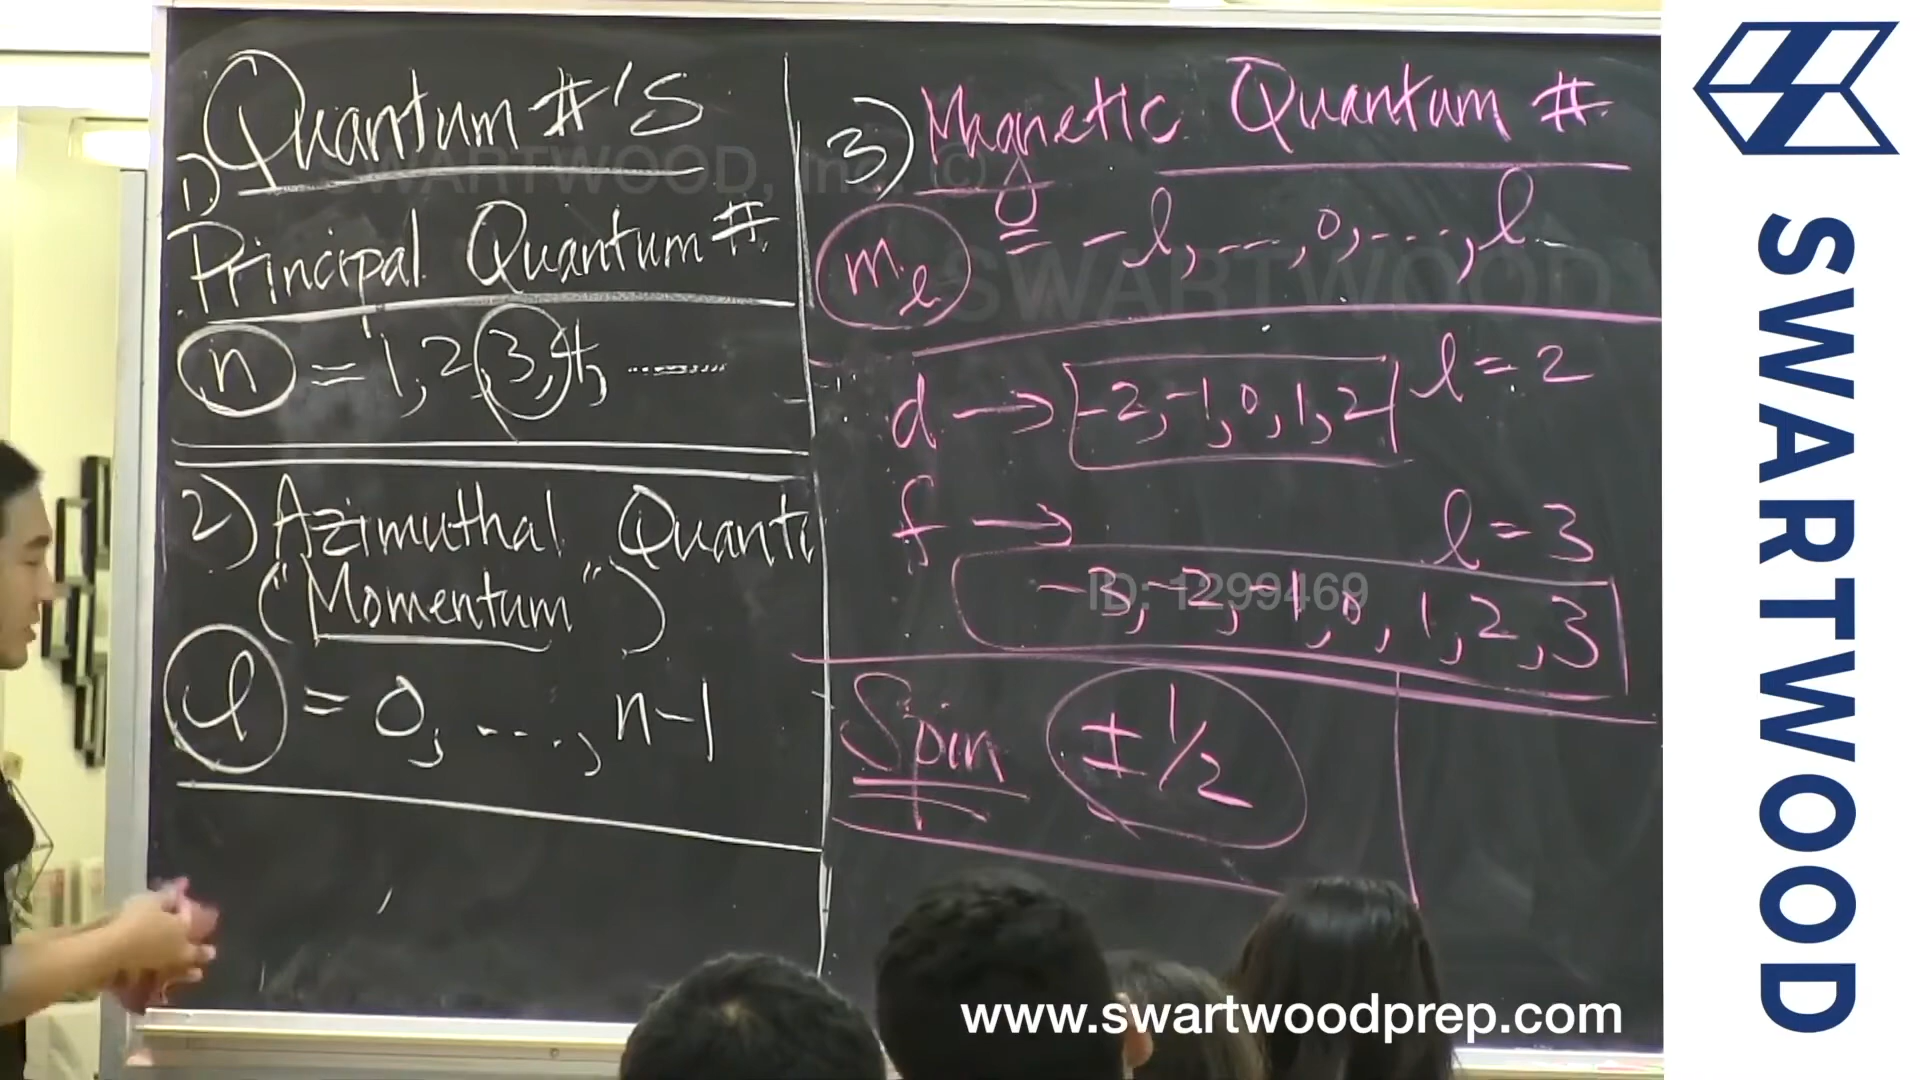 Quantum #'s
1)
Principal Quantum #
n = 1, 2, 3, 4, ........
2) Azimuthal Quant
("Momentum")
l = 0, ..., n-1
3) Magnetic Quantum #
mₗ = -l, ..., 0, ..., l
d → -2, -1, 0, 1, 2 l = 2
f → l = 3
-3, -2, -1, 0, 1, 2, 3
Spin ± 1/2
SWARTWOOD, Inc. ©
SWARTWOOD
ID: 1299469
www.swartwoodprep.com
SWARTWOOD